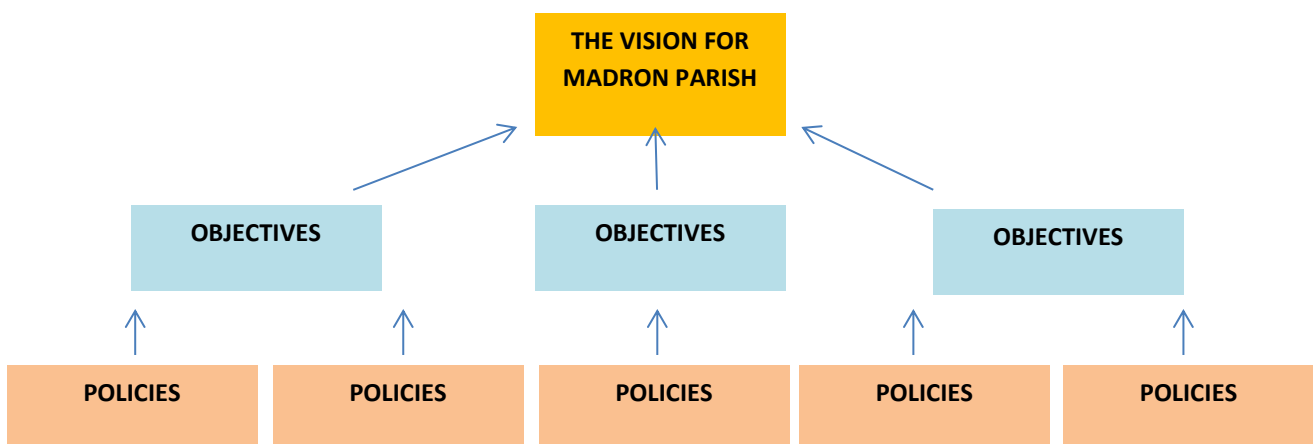 THE VISION FOR
MADRON PARISH
OBJECTIVES
OBJECTIVES
OBJECTIVES
POLICIES
POLICIES
POLICIES
POLICIES
POLICIES